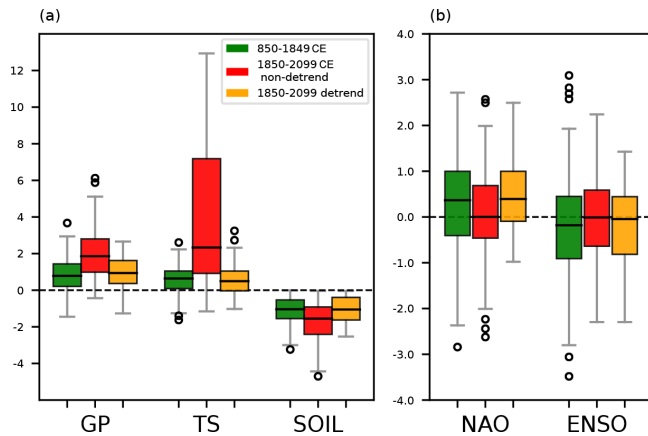 (a)
(b)
850-1849 CE
1850-2099 CE
non-detrend
1850-2099 detrend
12
10
8
6
4
2
0
-2
-4
GP
TS
SOIL
4.0
3.0
2.0
1.0
0.0
-1.0
-2.0
-3.0
-4.0
NAO
ENSO